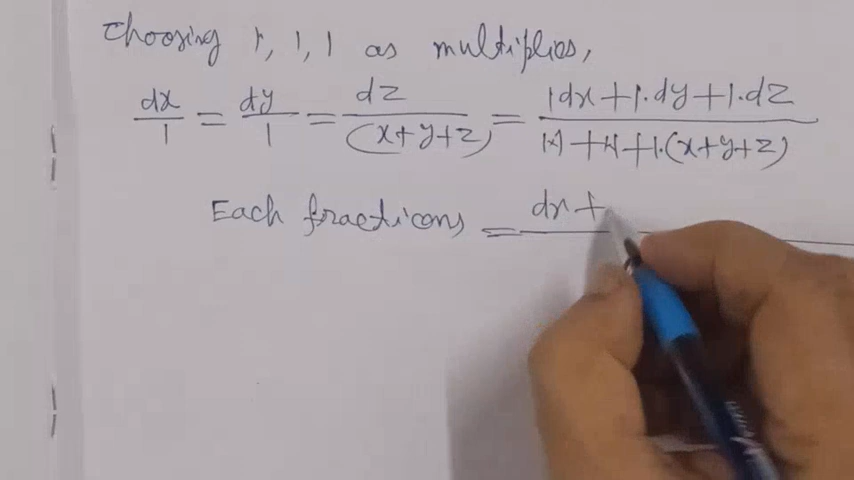 Choosing 1, 1, 1 as multiplies,
dx/1 = dy/1 = dz/(x+y+z) = 1dx+1.dy+1.dz/1×1+1×1+1.(x+y+z)
Each fractions = dx+